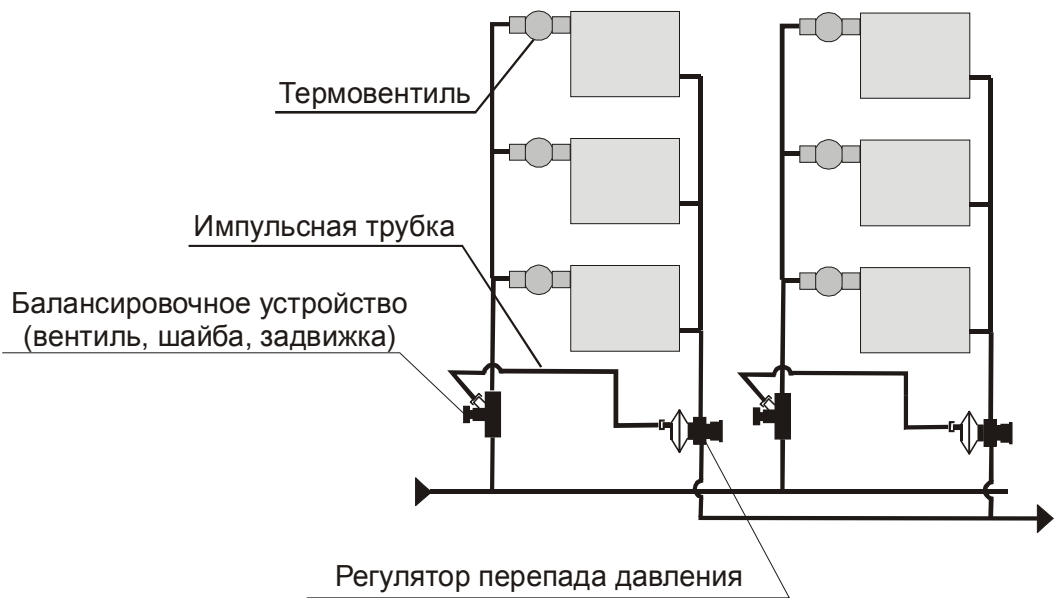 Термовентиль
Импульсная трубка
Балансировочное устройство
(вентиль, шайба, задвижка)
Регулятор перепада давления